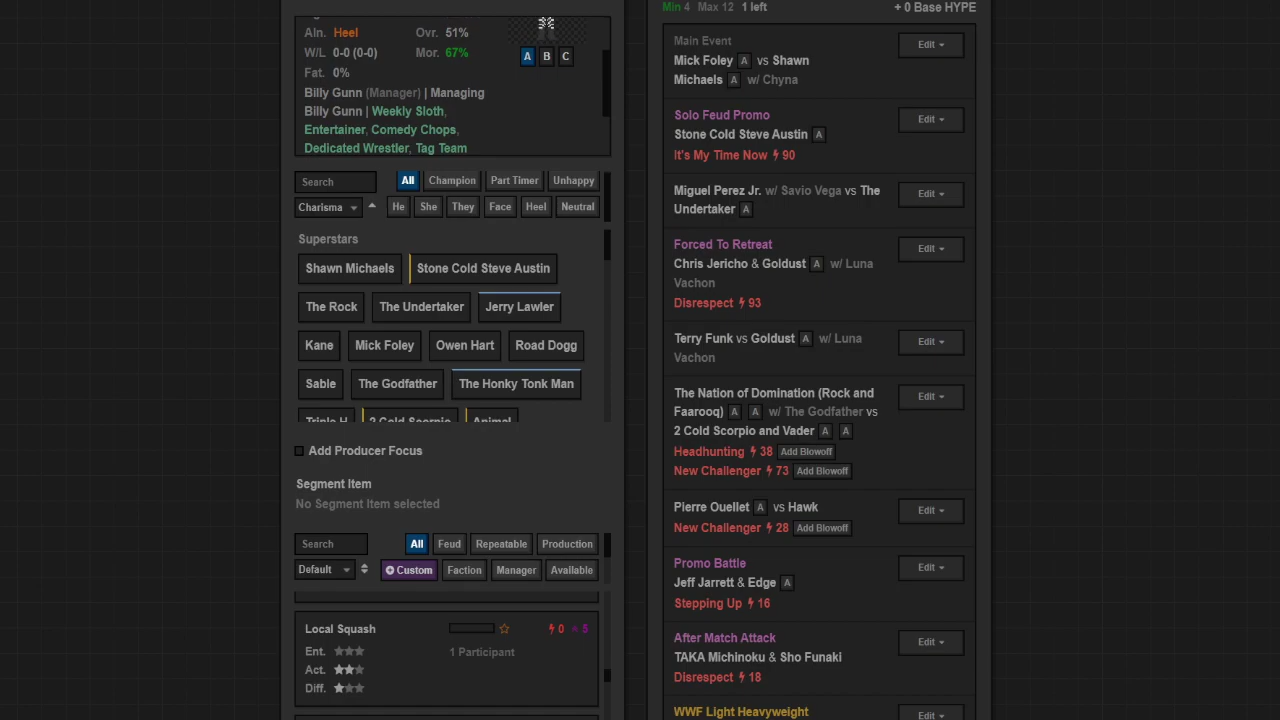 Aln. Heel Ovr. 51%
W/L 0-0 (0-0) Mor. 67%
A B C
Fat. 0%
Billy Gunn (Manager) | Managing
Billy Gunn | Weekly Sloth,
Entertainer, Comedy Chops,
Dedicated Wrestler, Tag Team
Search All Champion Part Timer Unhappy
Charisma He She They Face Heel Neutral
Superstars
Shawn Michaels Stone Cold Steve Austin
The Rock The Undertaker Jerry Lawler
Kane Mick Foley Owen Hart Road Dogg
Sable The Godfather The Honky Tonk Man
Triple H 2 Cold Scorpio Animal
Add Producer Focus
Segment Item
No Segment Item selected
Search All Feud Repeatable Production
Default Custom Faction Manager Available
Local Squash 0 5
Ent. 1 Participant
Act.
Diff.
Min 4 Max 12 1 left + 0 Base HYPE
Main Event Edit
Mick Foley A vs Shawn
Michaels A w/ Chyna
Solo Feud Promo Edit
Stone Cold Steve Austin A
It's My Time Now 90
Miguel Perez Jr. w/ Savio Vega vs The Edit
Undertaker A
Forced To Retreat Edit
Chris Jericho & Goldust A w/ Luna
Vachon
Disrespect 93
Terry Funk vs Goldust A w/ Luna Edit
Vachon
The Nation of Domination (Rock and Edit
Faarooq) A A w/ The Godfather vs
2 Cold Scorpio and Vader A A
Headhunting 38 Add Blowoff
New Challenger 73 Add Blowoff
Pierre Ouellet A vs Hawk Edit
New Challenger 28 Add Blowoff
Promo Battle Edit
Jeff Jarrett & Edge A
Stepping Up 16
After Match Attack Edit
TAKA Michinoku & Sho Funaki
Disrespect 18
WWF Light Heavyweight Edit